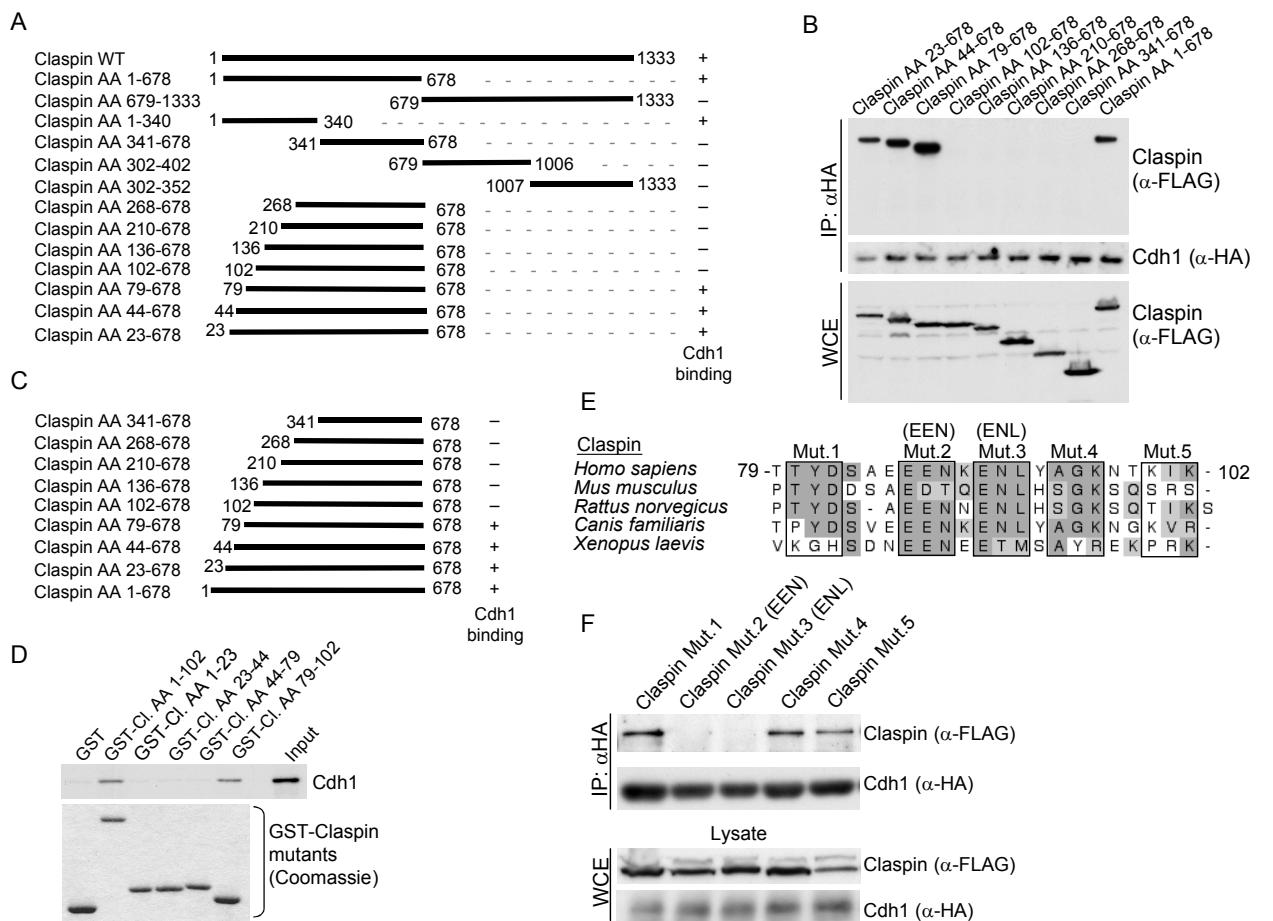 A
Claspin WT 1 1333 +
Claspin AA 1-678 1 678 +
Claspin AA 679-1333 679 1333 –
Claspin AA 1-340 1 340 +
Claspin AA 341-678 341 678 –
Claspin AA 302-402 679 1006 –
Claspin AA 302-352 1007 1333 –
Claspin AA 268-678 268 678 –
Claspin AA 210-678 210 678 –
Claspin AA 136-678 136 678 –
Claspin AA 102-678 102 678 –
Claspin AA 79-678 79 678 +
Claspin AA 44-678 44 678 +
Claspin AA 23-678 23 678 +
Cdh1
binding
B
Claspin AA 23-678
Claspin AA 44-678
Claspin AA 79-678
Claspin AA 102-678
Claspin AA 136-678
Claspin AA 210-678
Claspin AA 268-678
Claspin AA 341-678
Claspin AA 1-678
IP: αHA
Claspin
(α-FLAG)
Cdh1 (α-HA)
WCE
Claspin
(α-FLAG)
C
Claspin AA 341-678 341 678 –
Claspin AA 268-678 268 678 –
Claspin AA 210-678 210 678 –
Claspin AA 136-678 136 678 –
Claspin AA 102-678 102 678 –
Claspin AA 79-678 79 678 +
Claspin AA 44-678 44 678 +
Claspin AA 23-678 23 678 +
Claspin AA 1-678 1 678 +
Cdh1
binding
D
GST
GST-Cl. AA 1-102
GST-Cl. AA 1-23
GST-Cl. AA 23-44
GST-Cl. AA 44-79
GST-Cl. AA 79-102
Input
Cdh1
GST-Claspin
mutants
(Coomassie)
E
(EEN) (ENL)
Claspin Mut.1 Mut.2 Mut.3 Mut.4 Mut.5
Homo sapiens 79 -T T Y D S A E E E N K E N L Y A G K N T K I K - 102
Mus musculus P T Y D D S A E D T Q E N L H S G K S Q S R S -
Rattus norvegicus P T Y D S - A E E N N E N L H S G K S Q T I K S
Canis familiaris T P Y D S V E E E N K E N L Y A G K N G K V R -
Xenopus laevis V K G H S D N E E N E E T M S A Y R E K P R K -
F
Claspin Mut.1
Claspin Mut.2 (EEN)
Claspin Mut.3 (ENL)
Claspin Mut.4
Claspin Mut.5
IP: αHA
Claspin (α-FLAG)
Cdh1 (α-HA)
Lysate
WCE
Claspin (α-FLAG)
Cdh1 (α-HA)